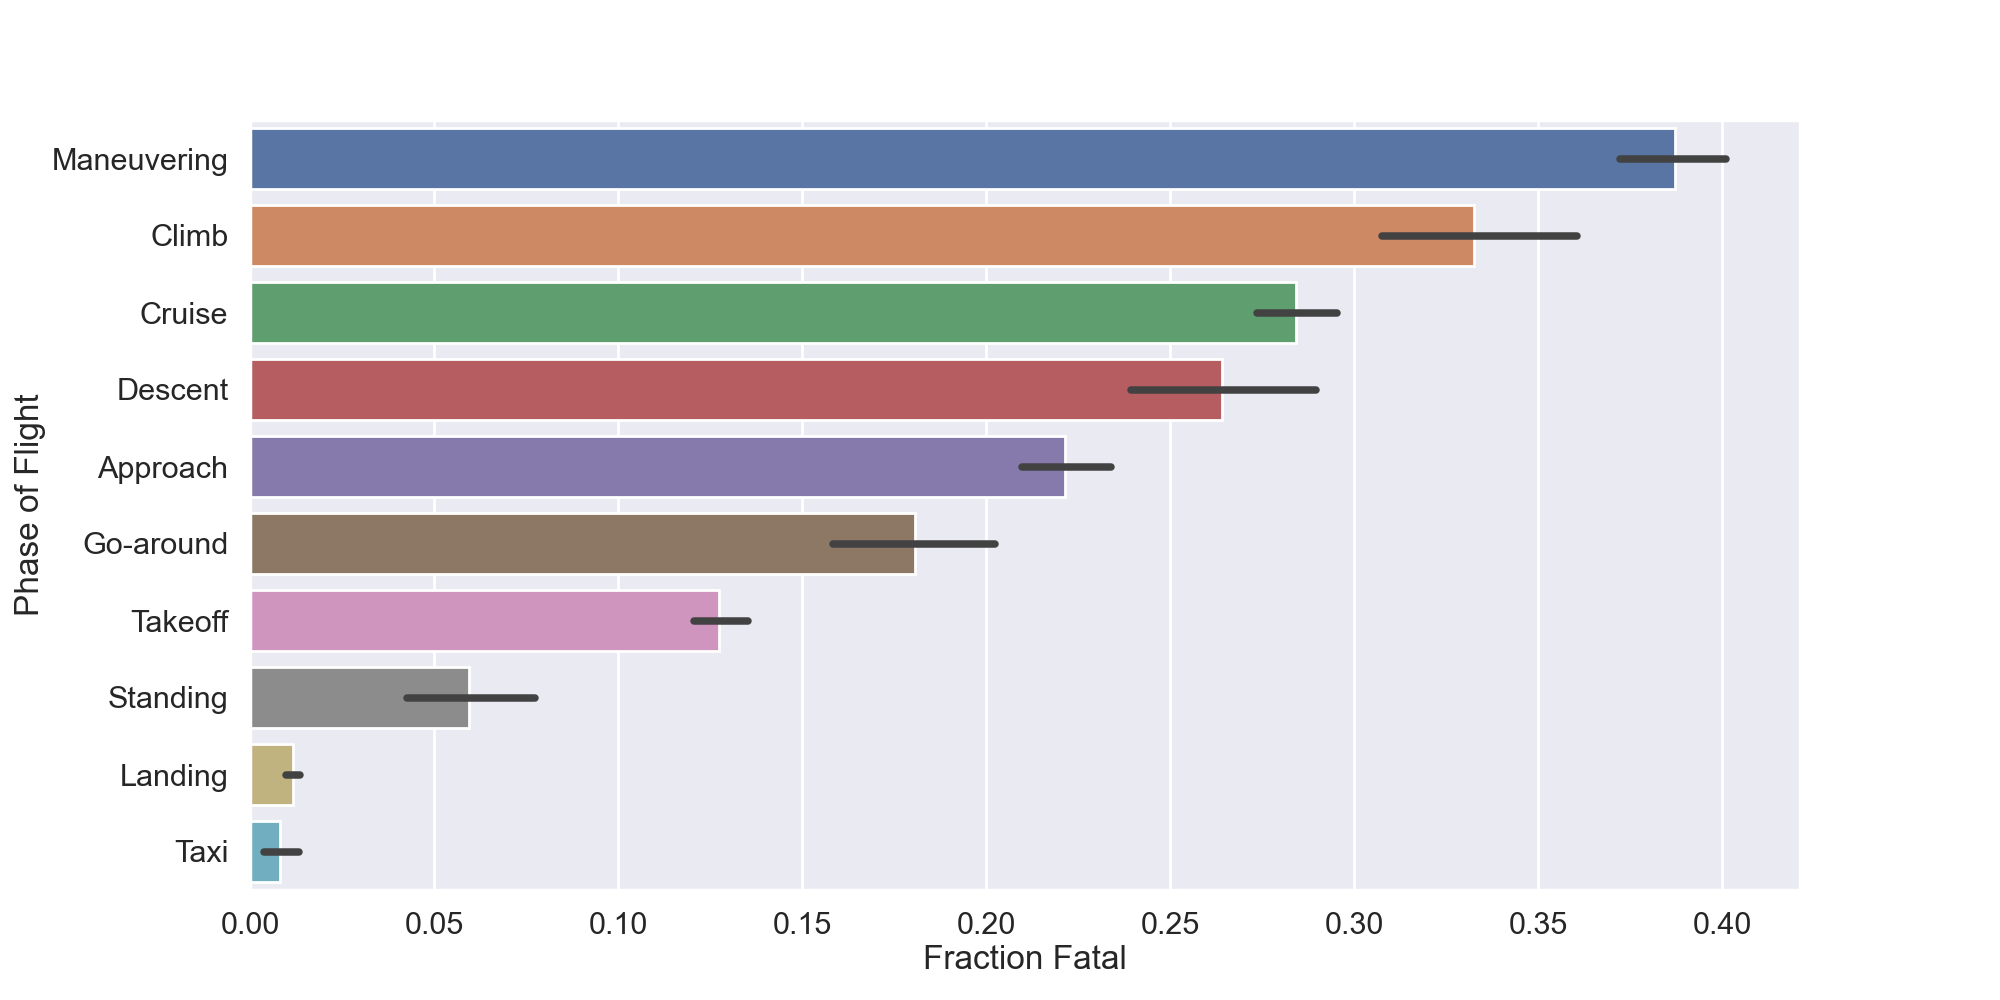 Phase of Flight
Maneuvering
Climb
Cruise
Descent
Approach
Go-around
Takeoff
Standing
Landing
Taxi
0.00 0.05 0.10 0.15 0.20 0.25 0.30 0.35 0.40
Fraction Fatal